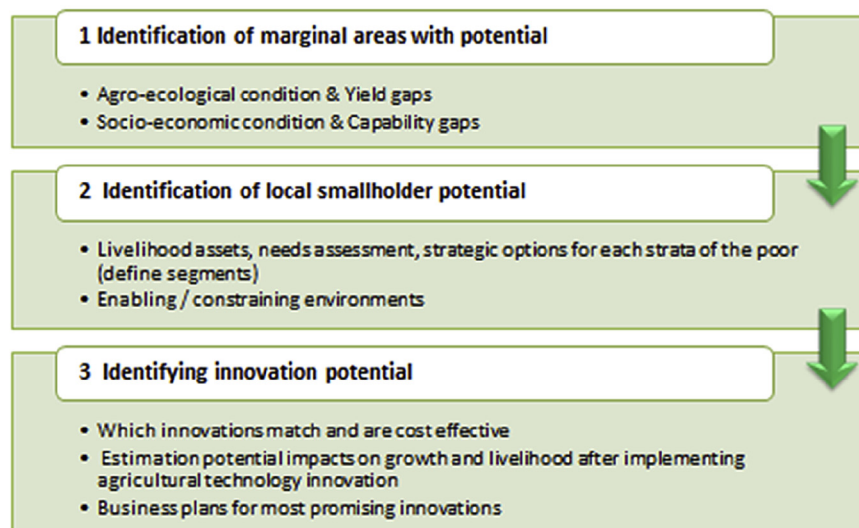 1 Identification of marginal areas with potential
• Agro-ecological condition & Yield gaps
• Socio-economic condition & Capability gaps
2 Identification of local smallholder potential
• Livelihood assets, needs assessment, strategic options for each strata of the poor
(define segments)
• Enabling / constraining environments
3 Identifying innovation potential
• Which innovations match and are cost effective
• Estimation potential impacts on growth and livelihood after implementing
agricultural technology innovation
• Business plans for most promising innovations